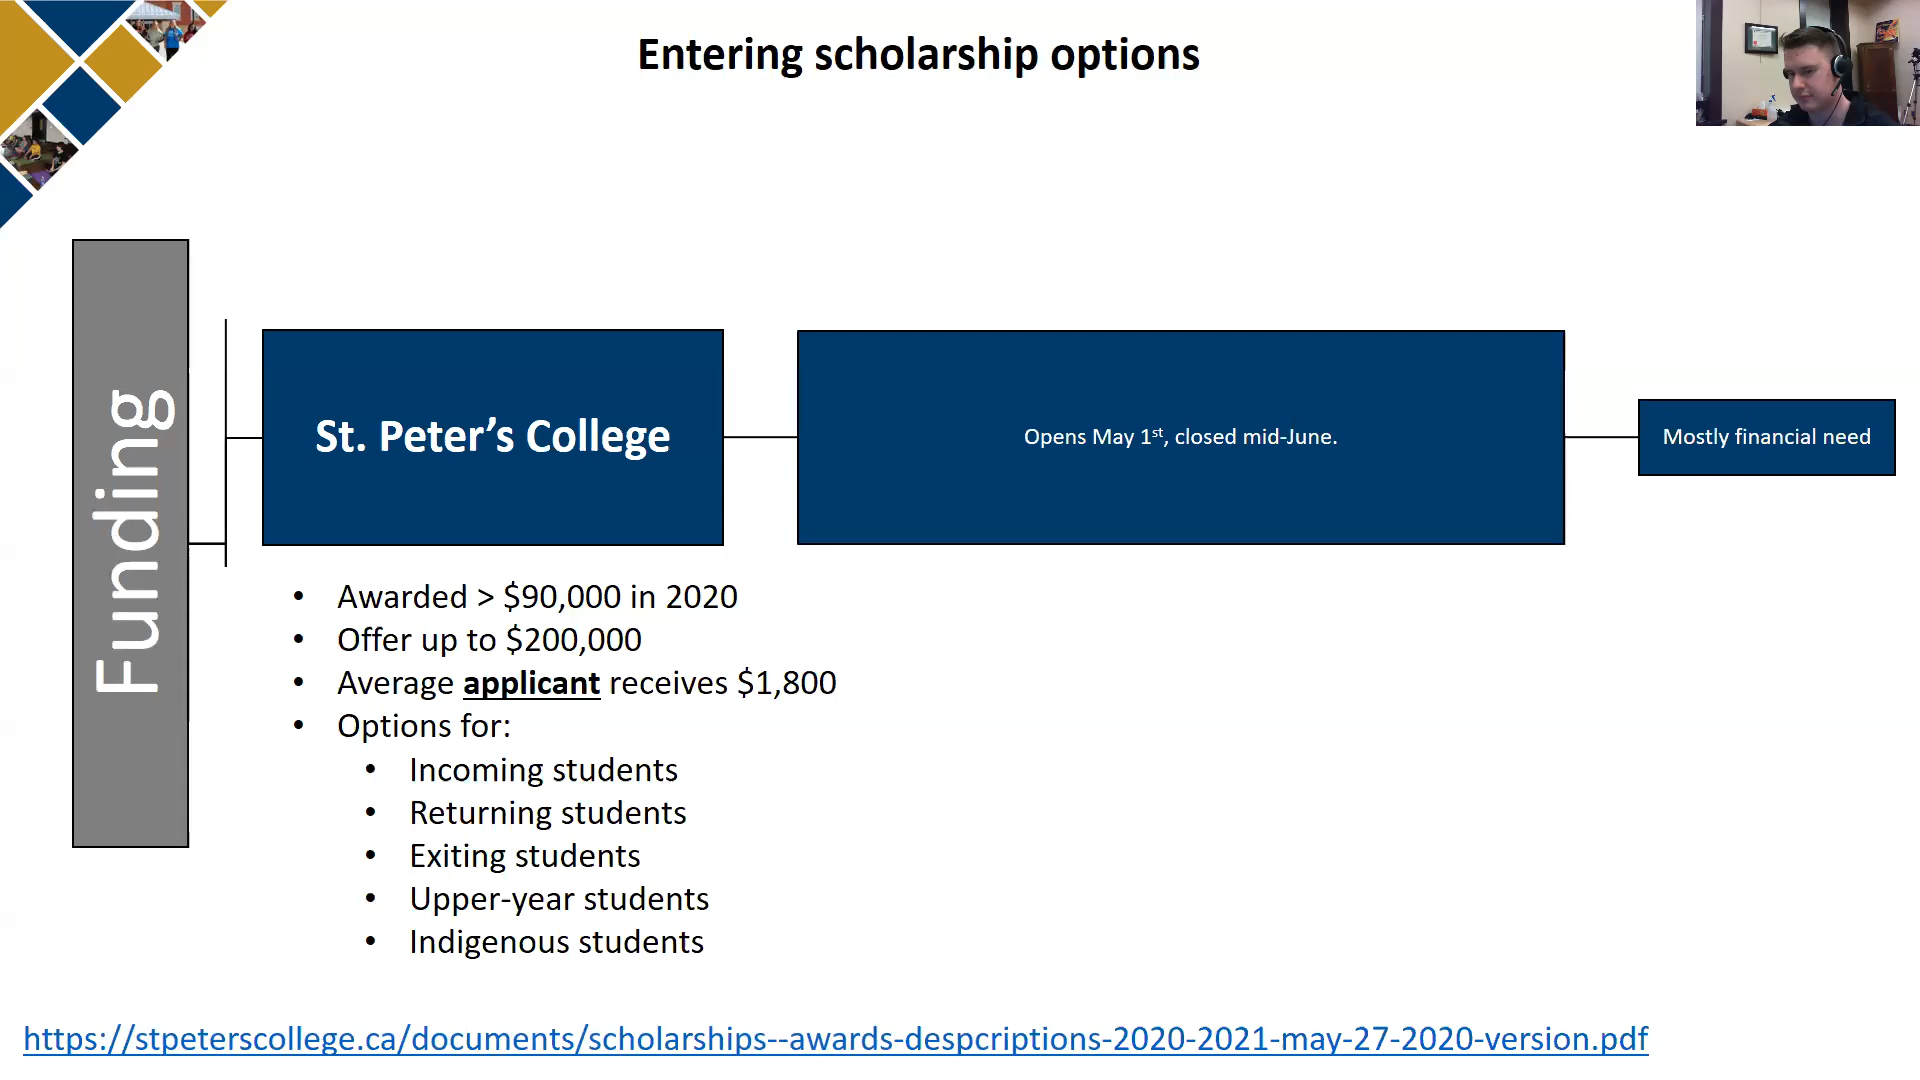 Entering scholarship options
Funding
St. Peter’s College
Opens May 1st, closed mid-June.
Mostly financial need
• Awarded > $90,000 in 2020
• Offer up to $200,000
• Average applicant receives $1,800
• Options for:
• Incoming students
• Returning students
• Exiting students
• Upper-year students
• Indigenous students
https://stpeterscollege.ca/documents/scholarships--awards-despcriptions-2020-2021-may-27-2020-version.pdf